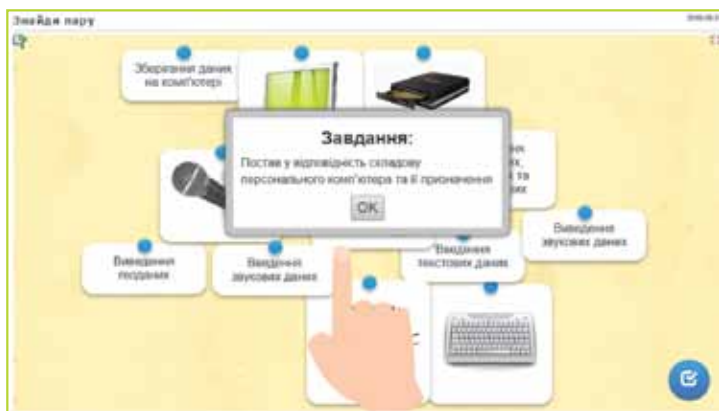 Знайди пару
Зберігання даних
на комп'ютері
Завдання:
Постав у відповідність складову
персонального комп'ютера та її призначення
OK
та
Виведення
звукових даних
Введення
текстових даних
Виведення
Введення
звукових даних